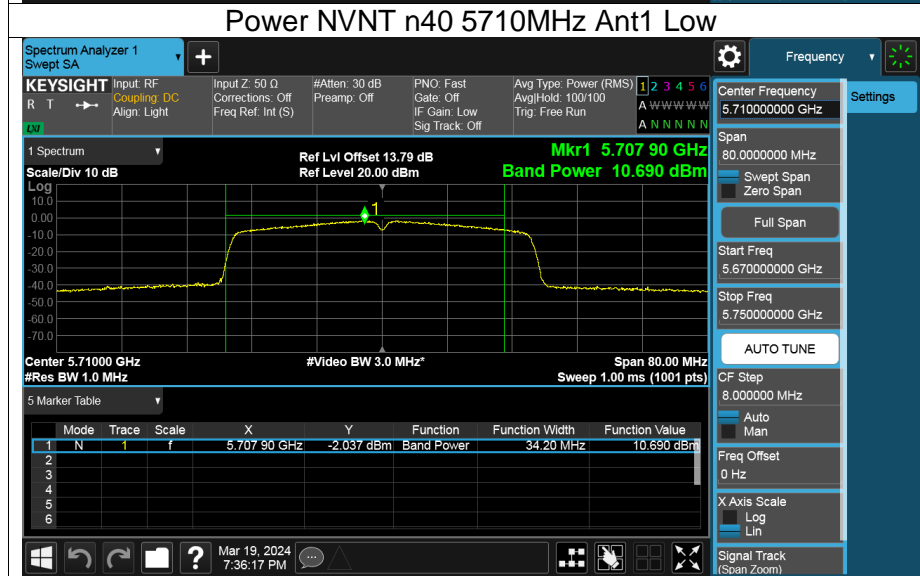 Power NVNT n40 5710MHz Ant1 Low
Spectrum Analyzer 1
Swept SA
+
Frequency
KEYSIGHT
R T
LXI
Input: RF
Coupling: DC
Align: Light
Input Z: 50 Ω
Corrections: Off
Freq Ref: Int (S)
#Atten: 30 dB
Preamp: Off
PNO: Fast
Gate: Off
IF Gain: Low
Sig Track: Off
Avg Type: Power (RMS)
Avg|Hold: 100/100
Trig: Free Run
1 2 3 4 5 6
A W W W W W
A N N N N N
Center Frequency
5.710000000 GHz
Settings
1 Spectrum
Scale/Div 10 dB
Ref Lvl Offset 13.79 dB
Ref Level 20.00 dBm
Mkr1 5.707 90 GHz
Band Power 10.690 dBm
Span
80.0000000 MHz
Swept Span
Zero Span
Full Span
Start Freq
5.670000000 GHz
Stop Freq
5.750000000 GHz
AUTO TUNE
CF Step
8.000000 MHz
Auto
Man
Freq Offset
0 Hz
X Axis Scale
Log
Lin
Signal Track
(Span Zoom)
Log
10.0
0.00
-10.0
-20.0
-30.0
-40.0
-50.0
-60.0
-70.0
1
Center 5.71000 GHz
#Res BW 1.0 MHz
#Video BW 3.0 MHz*
Span 80.00 MHz
Sweep 1.00 ms (1001 pts)
5 Marker Table
Mode Trace Scale X Y Function Function Width Function Value
1 N 1 f 5.707 90 GHz -2.037 dBm Band Power 34.20 MHz 10.690 dBm
2
3
4
5
6
?
Mar 19, 2024
7:36:17 PM